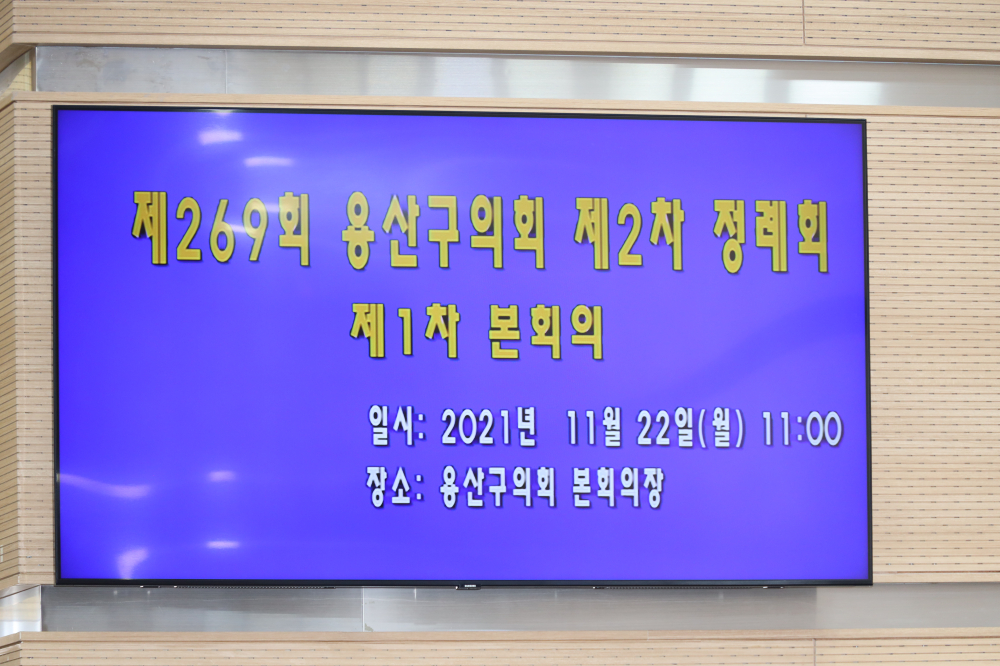 제269회 용산구의회 제2차 정례회
제1차 본회의
일시: 2021년 11월 22일(월) 11:00
장소: 용산구의회 본회의장
SAMSUNG